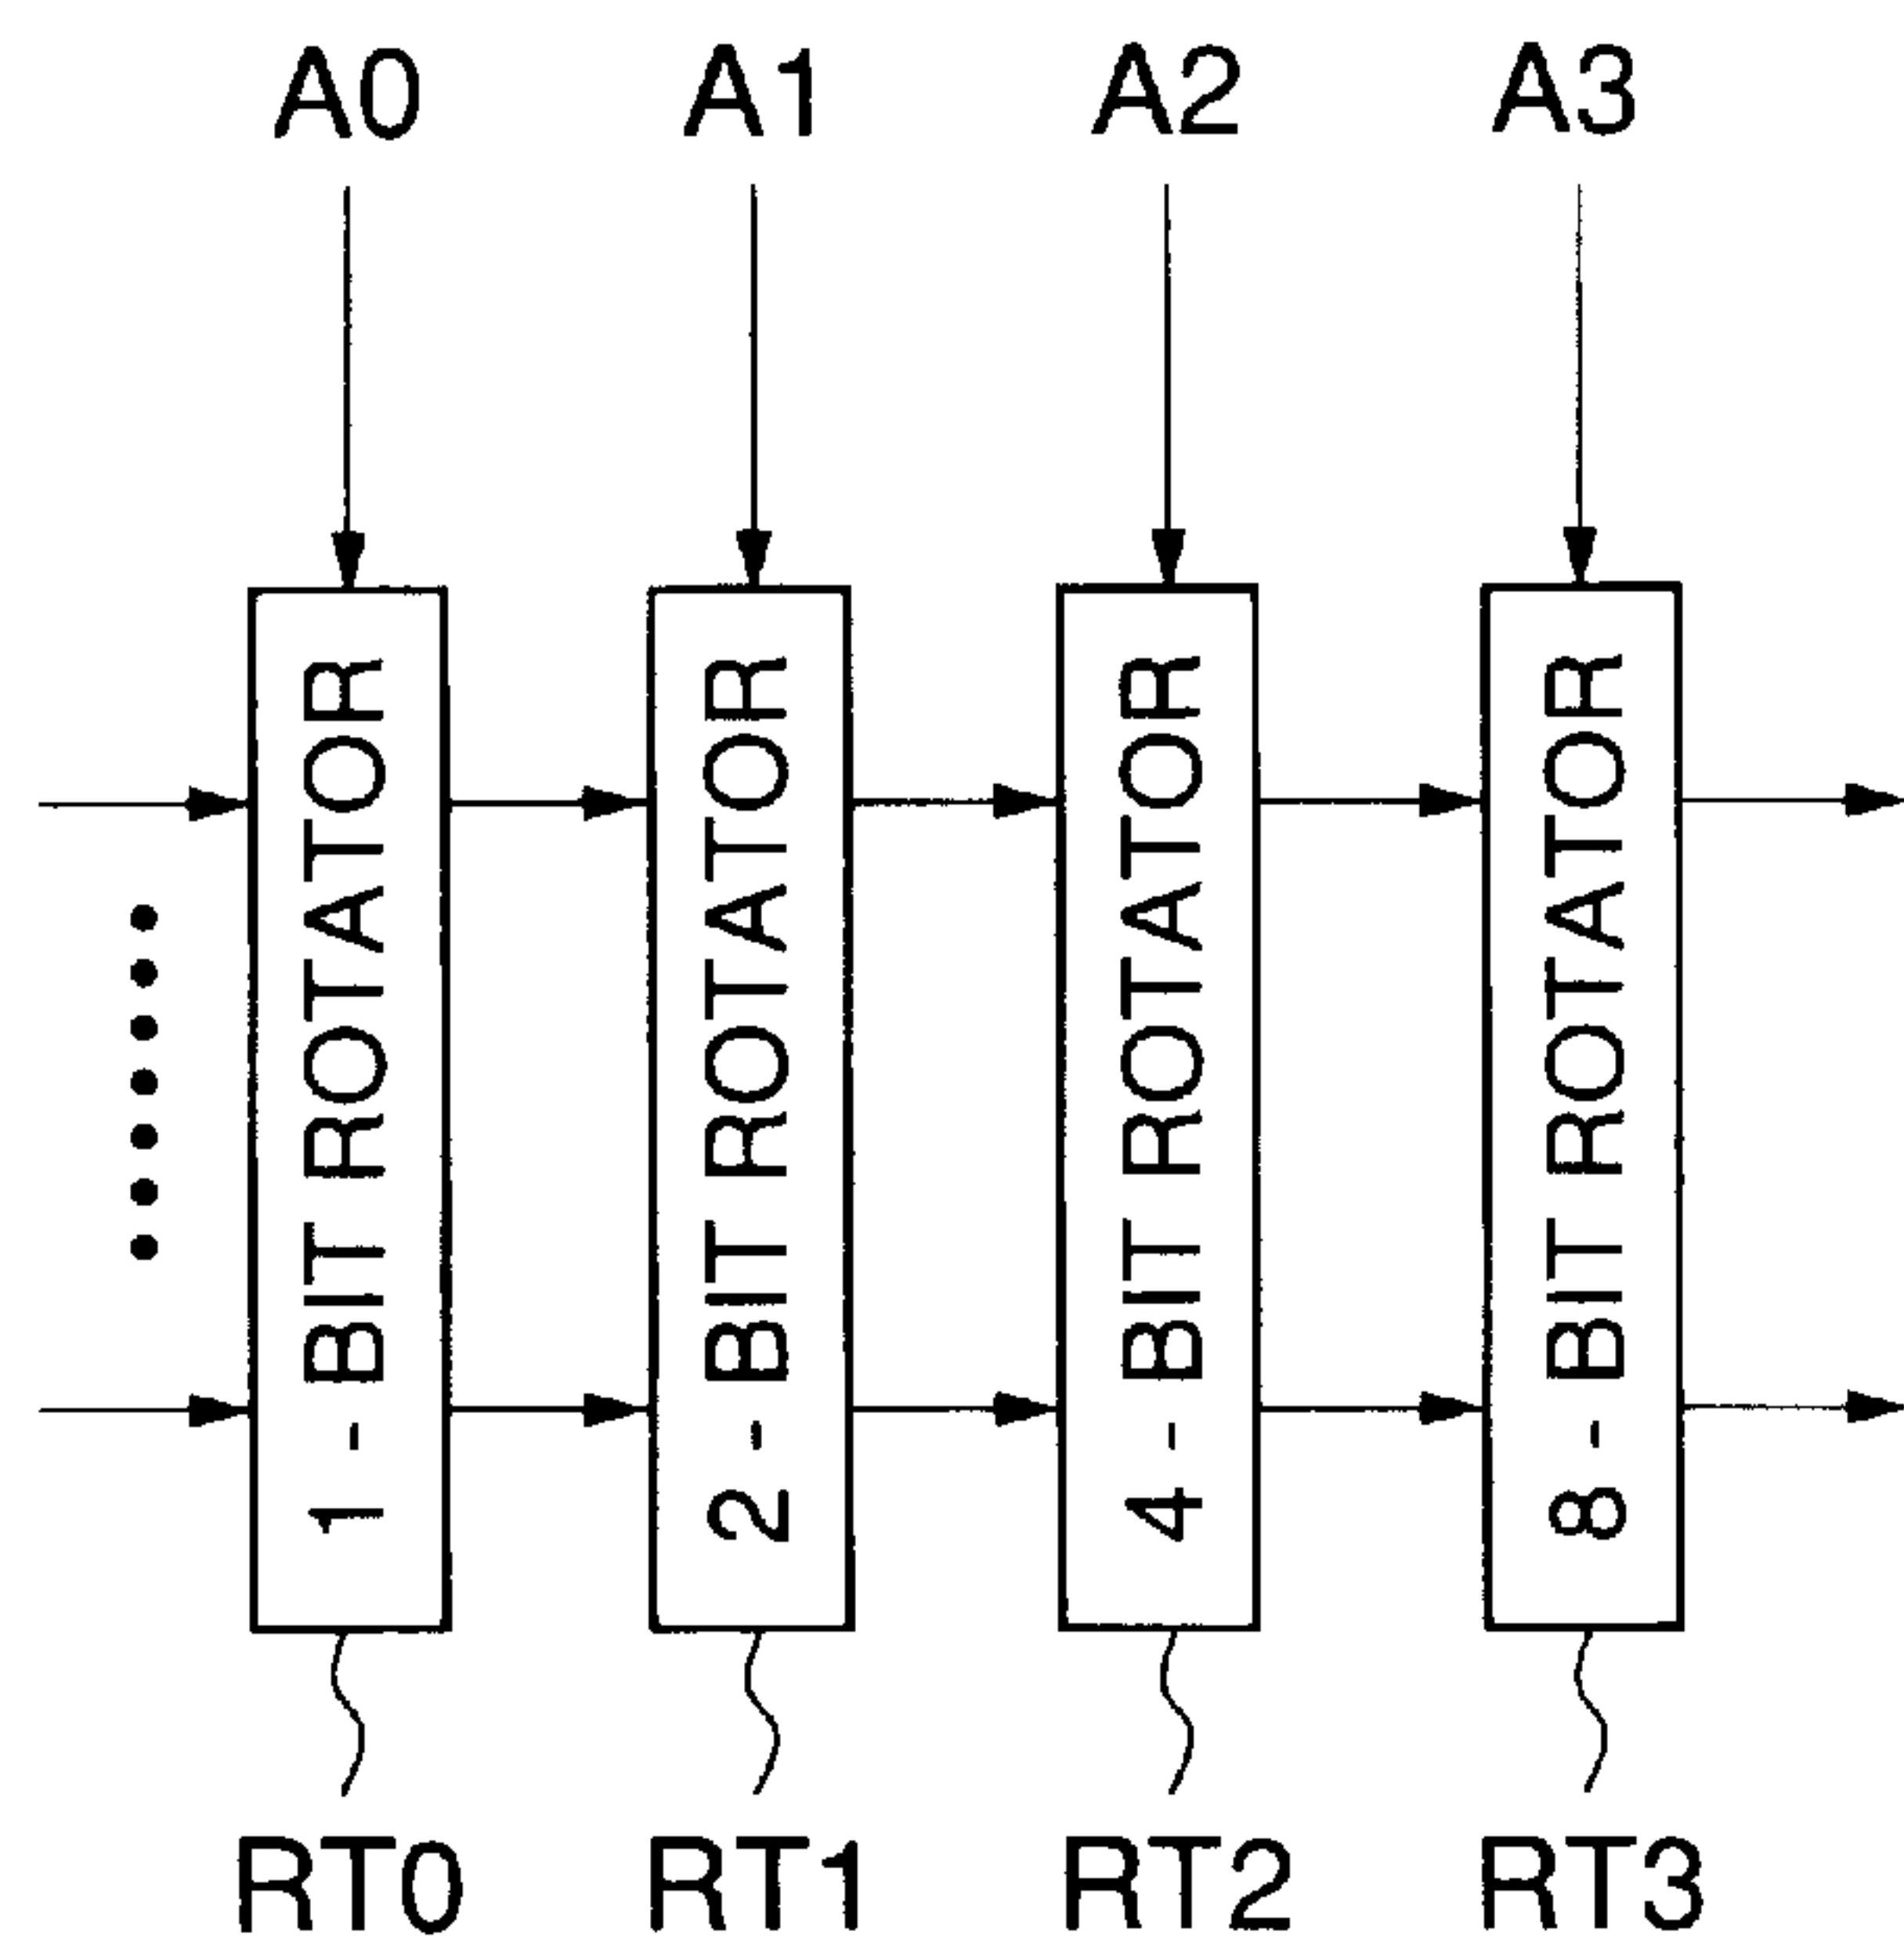 A0 A1 A2 A3
1 - BIT ROTATOR
2 - BIT ROTATOR
4 - BIT ROTATOR
8 - BIT ROTATOR
RT0 RT1 RT2 RT3